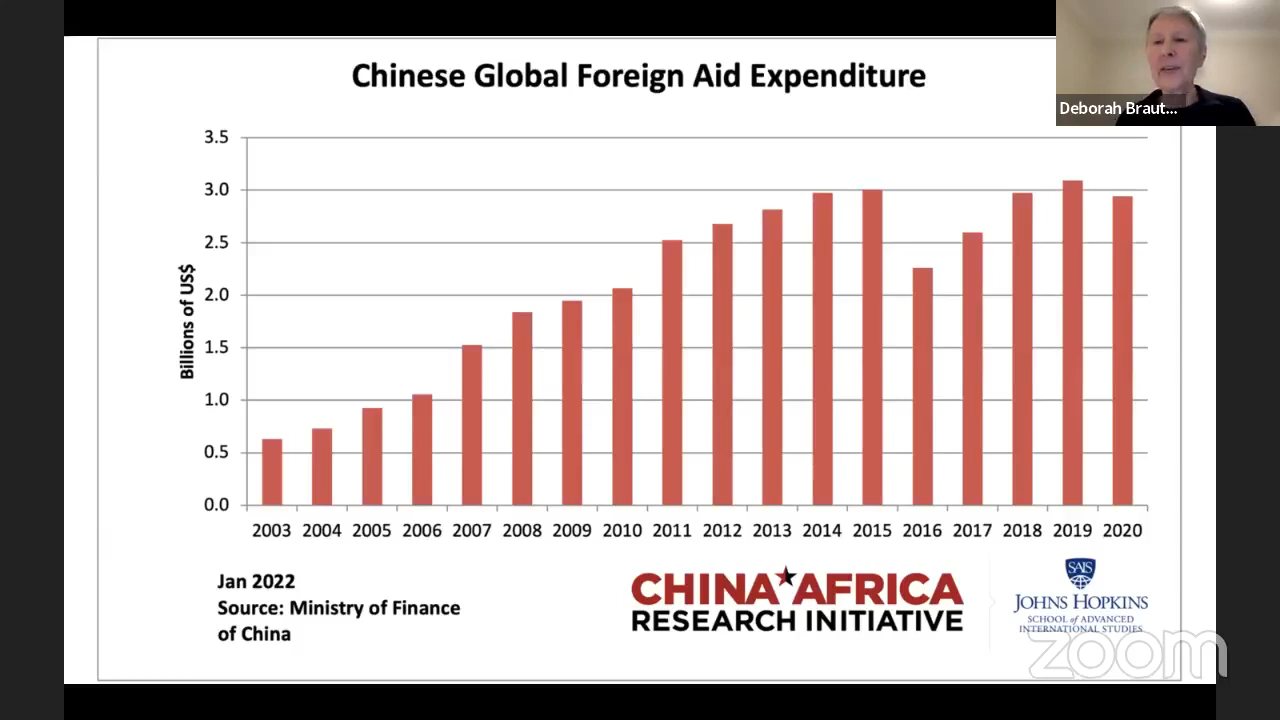 Chinese Global Foreign Aid Expenditure
Deborah Braut...
3.5
3.0
2.5
2.0
1.5
1.0
0.5
0.0
Billions of US$
2003 2004 2005 2006 2007 2008 2009 2010 2011 2012 2013 2014 2015 2016 2017 2018 2019 2020
Jan 2022
Source: Ministry of Finance
of China
CHINA AFRICA
RESEARCH INITIATIVE
SAIS
JOHNS HOPKINS
SCHOOL of ADVANCED
INTERNATIONAL STUDIES
zoom